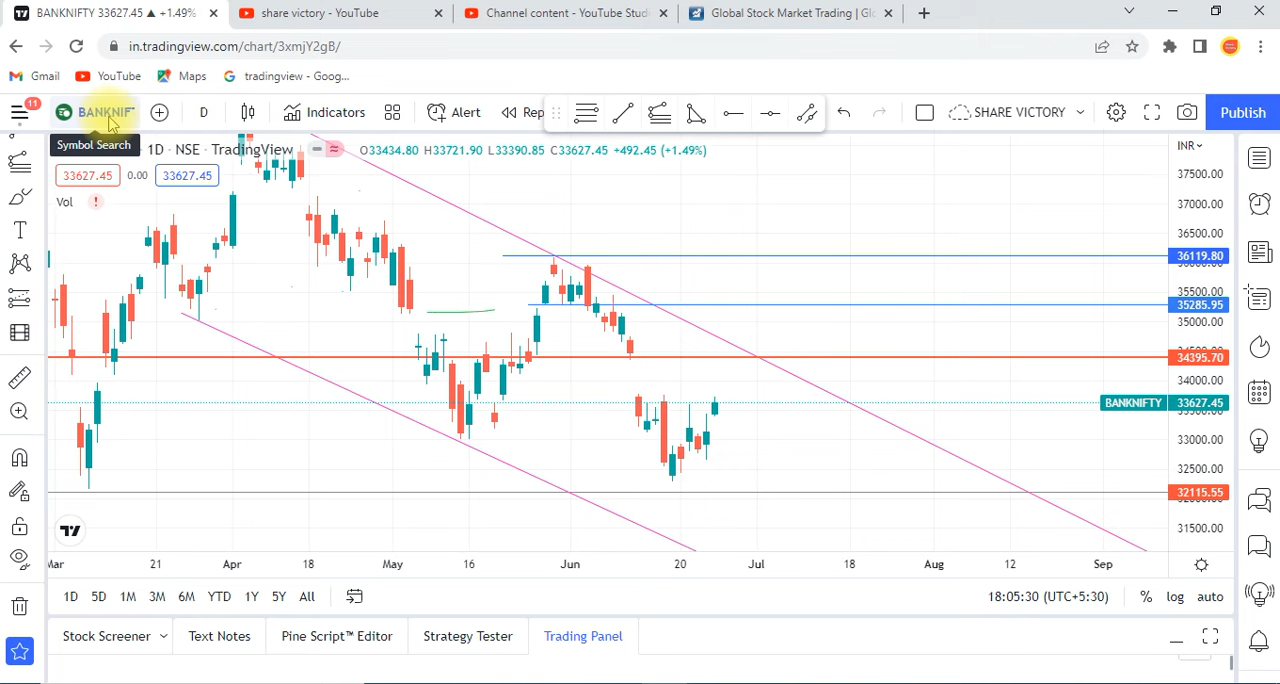 BANKNIFTY 33627.45 ▲ +1.49%
share victory - YouTube
Channel content - YouTube Studi
Global Stock Market Trading | Glo
in.tradingview.com/chart/3xmjY2gB/
Gmail
YouTube
Maps
tradingview - Goog...
11
BANKNIF
D
Indicators
Alert
Rep
SHARE VICTORY
Publish
Symbol Search
1D · NSE · TradingView
O33434.80 H33721.90 L33390.85 C33627.45 +492.45 (+1.49%)
INR
33627.45
0.00
33627.45
Vol
37500.00
37000.00
36500.00
36119.80
35500.00
35285.95
35000.00
34395.70
34000.00
BANKNIFTY 33627.45
33000.00
32500.00
32115.55
31500.00
Mar
21
Apr
18
May
16
Jun
20
Jul
18
Aug
12
Sep
1D
5D
1M
3M
6M
YTD
1Y
5Y
All
18:05:30 (UTC+5:30)
%
log
auto
Stock Screener
Text Notes
Pine Script™ Editor
Strategy Tester
Trading Panel